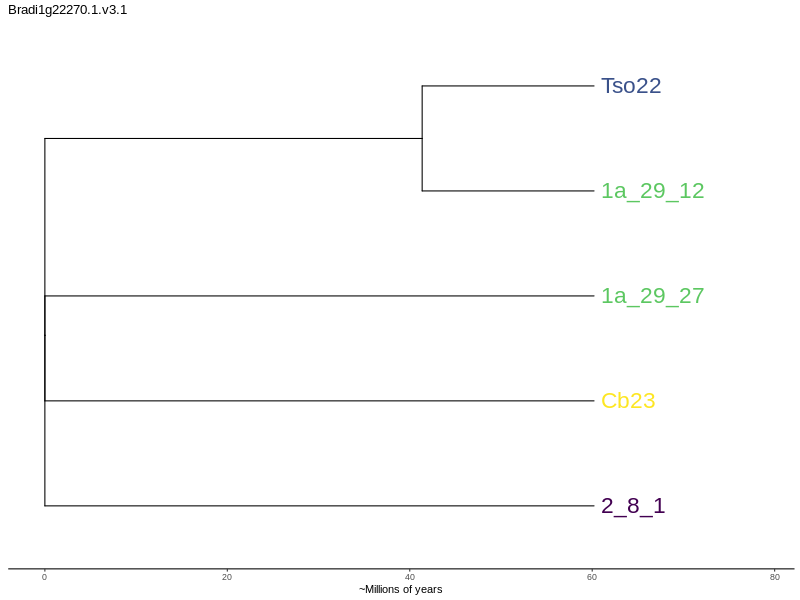 Bradi1g22270.1.v3.1
Tso22
1a_29_12
1a_29_27
Cb23
2_8_1
0 20 40 60 80
~Millions of years